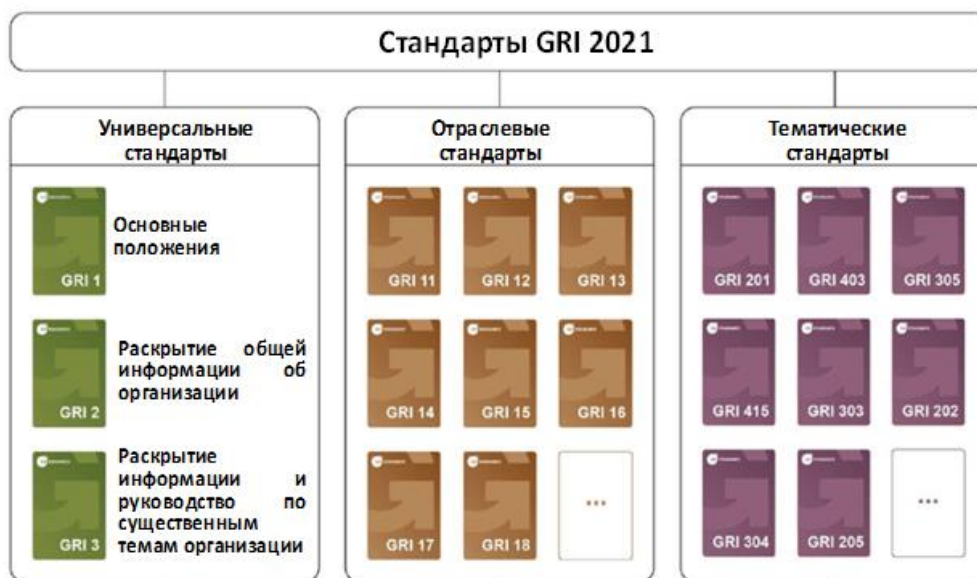 Стандарты GRI 2021
Универсальные
стандарты
GRI 1
Основные
положения
GRI 2
Раскрытие общей
информации об
организации
GRI 3
Раскрытие
информации и
руководство по
существенным
темам организации
Отраслевые
стандарты
GRI 11
GRI 12
GRI 13
GRI 14
GRI 15
GRI 16
GRI 17
GRI 18
...
Тематические
стандарты
GRI 201
GRI 403
GRI 305
GRI 415
GRI 303
GRI 202
GRI 304
GRI 205
...